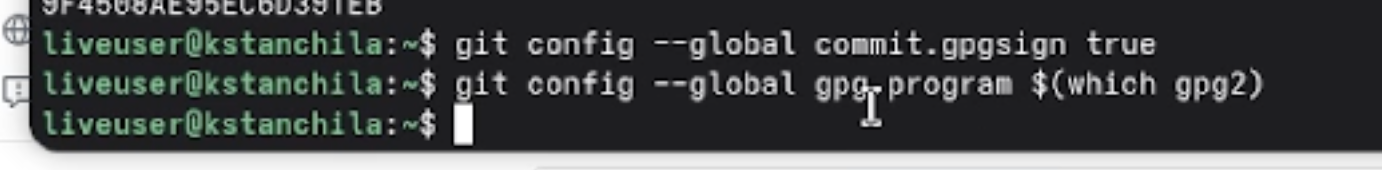 liveuser@kstanchila:~$ git config --global commit.gpgsign true
liveuser@kstanchila:~$ git config --global gpg.program $(which gpg2)
liveuser@kstanchila:~$